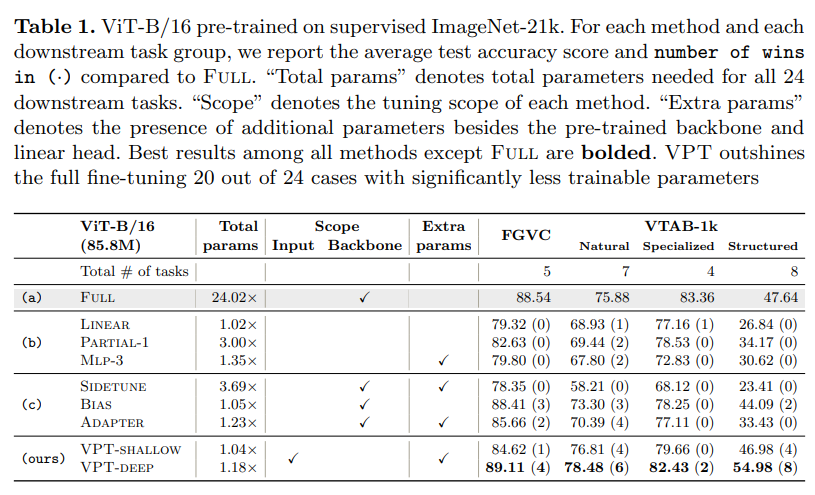 Table 1. ViT-B/16 pre-trained on supervised ImageNet-21k. For each method and each
downstream task group, we report the average test accuracy score and number of wins
in (·) compared to FULL. “Total params” denotes total parameters needed for all 24
downstream tasks. “Scope” denotes the tuning scope of each method. “Extra params”
denotes the presence of additional parameters besides the pre-trained backbone and
linear head. Best results among all methods except FULL are bolded. VPT outshines
the full fine-tuning 20 out of 24 cases with significantly less trainable parameters
ViT-B/16 Total Scope Extra FGVC VTAB-1k
(85.8M) params Input Backbone params Natural Specialized Structured
Total # of tasks 5 7 4 8
(a) FULL 24.02× ✓ 88.54 75.88 83.36 47.64
LINEAR 1.02× 79.32 (0) 68.93 (1) 77.16 (1) 26.84 (0)
(b) PARTIAL-1 3.00× 82.63 (0) 69.44 (2) 78.53 (0) 34.17 (0)
MLP-3 1.35× ✓ 79.80 (0) 67.80 (2) 72.83 (0) 30.62 (0)
SIDETUNE 3.69× ✓ ✓ 78.35 (0) 58.21 (0) 68.12 (0) 23.41 (0)
(c) BIAS 1.05× ✓ 88.41 (3) 73.30 (3) 78.25 (0) 44.09 (2)
ADAPTER 1.23× ✓ ✓ 85.66 (2) 70.39 (4) 77.11 (0) 33.43 (0)
(ours) VPT-SHALLOW 1.04× ✓ ✓ 84.62 (1) 76.81 (4) 79.66 (0) 46.98 (4)
VPT-DEEP 1.18× 89.11 (4) 78.48 (6) 82.43 (2) 54.98 (8)